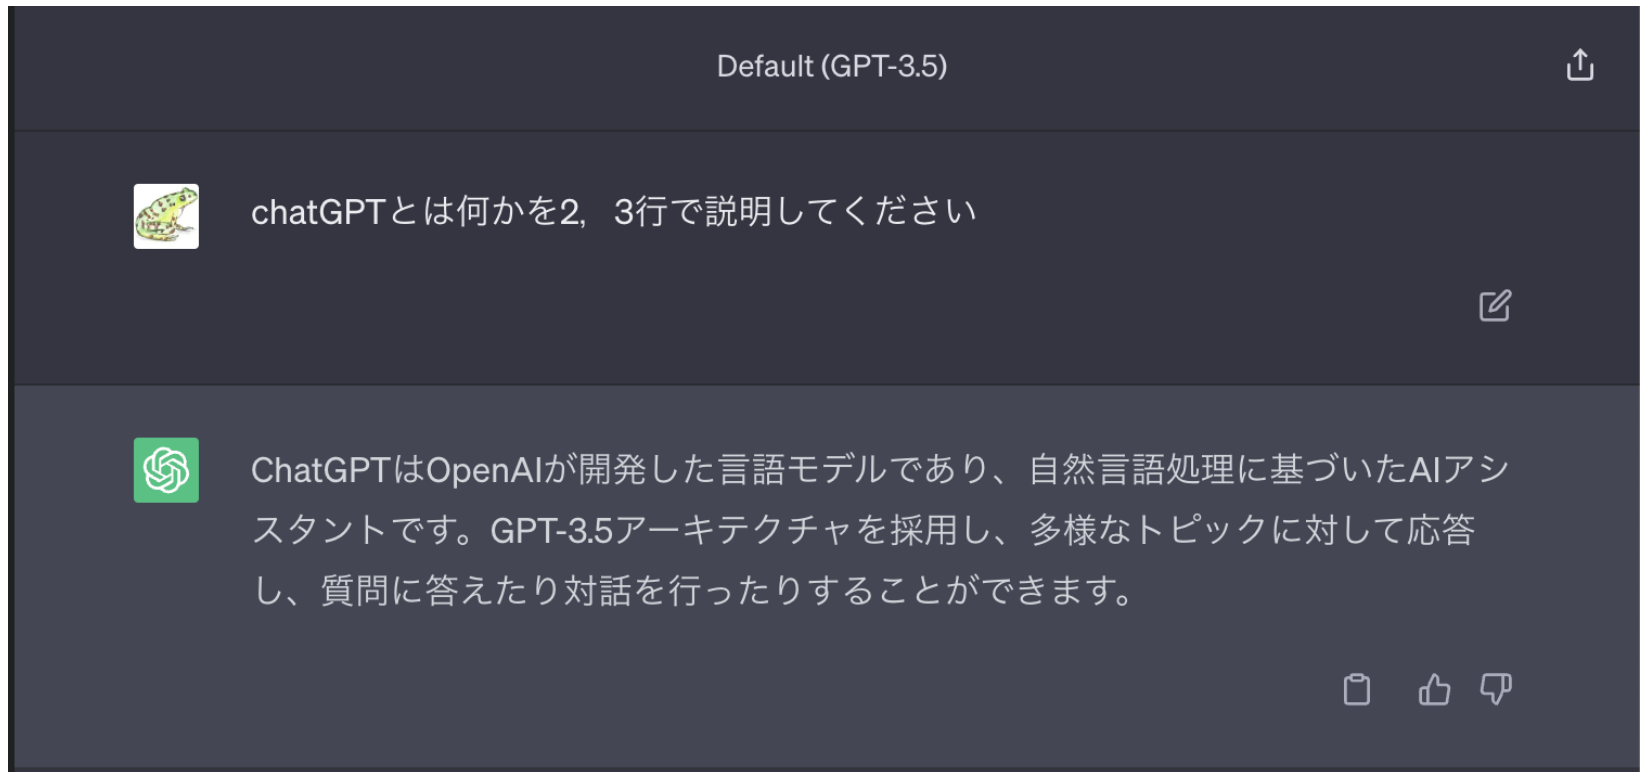 Default (GPT-3.5)
chatGPTとは何かを2,　3行で説明してください
ChatGPTはOpenAIが開発した言語モデルであり、自然言語処理に基づいたAIアシ
スタントです。GPT-3.5アーキテクチャを採用し、多様なトピックに対して応答
し、質問に答えたり対話を行ったりすることができます。